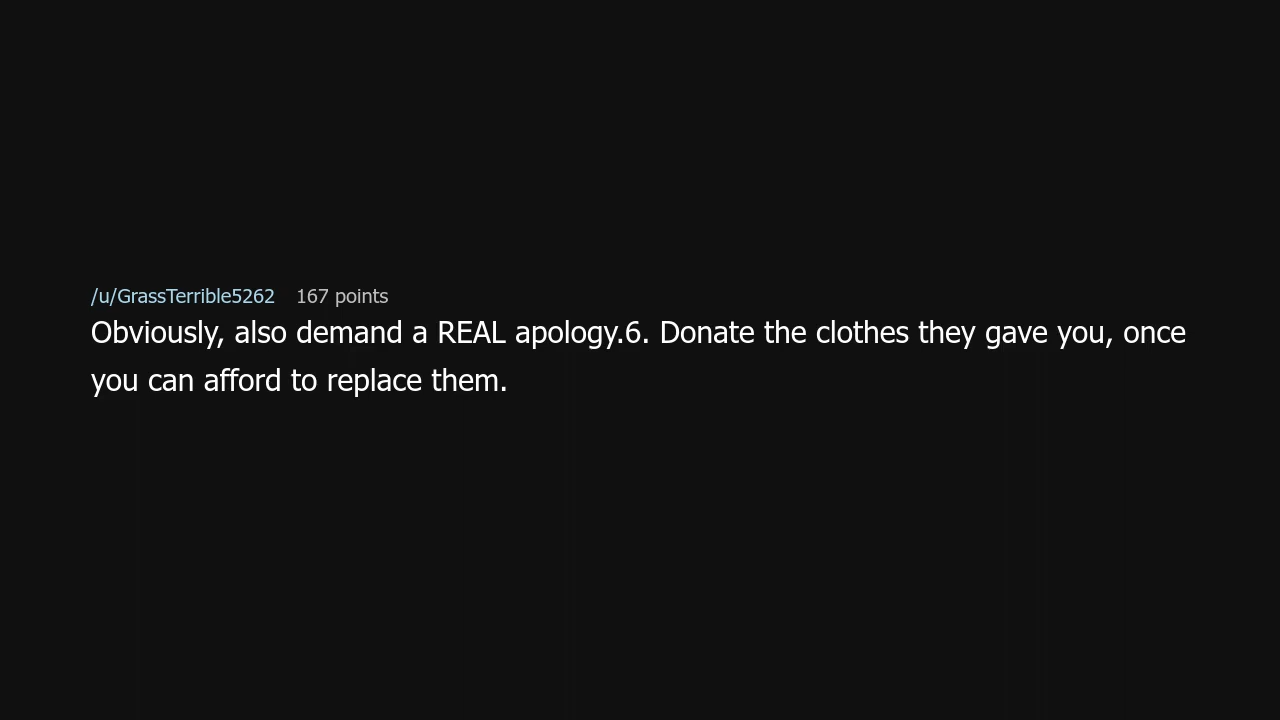 /u/GrassTerrible5262 167 points
Obviously, also demand a REAL apology.6. Donate the clothes they gave you, once
you can afford to replace them.